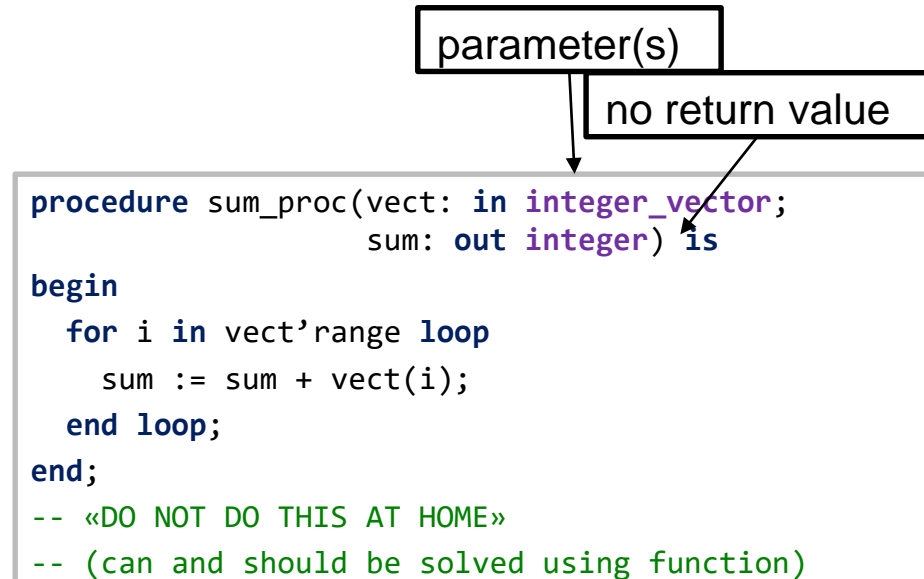 parameter(s)
no return value
procedure sum_proc(vect: in integer_vector;
                   sum: out integer) is
begin
  for i in vect’range loop
    sum := sum + vect(i);
  end loop;
end;
-- «DO NOT DO THIS AT HOME»
-- (can and should be solved using function)